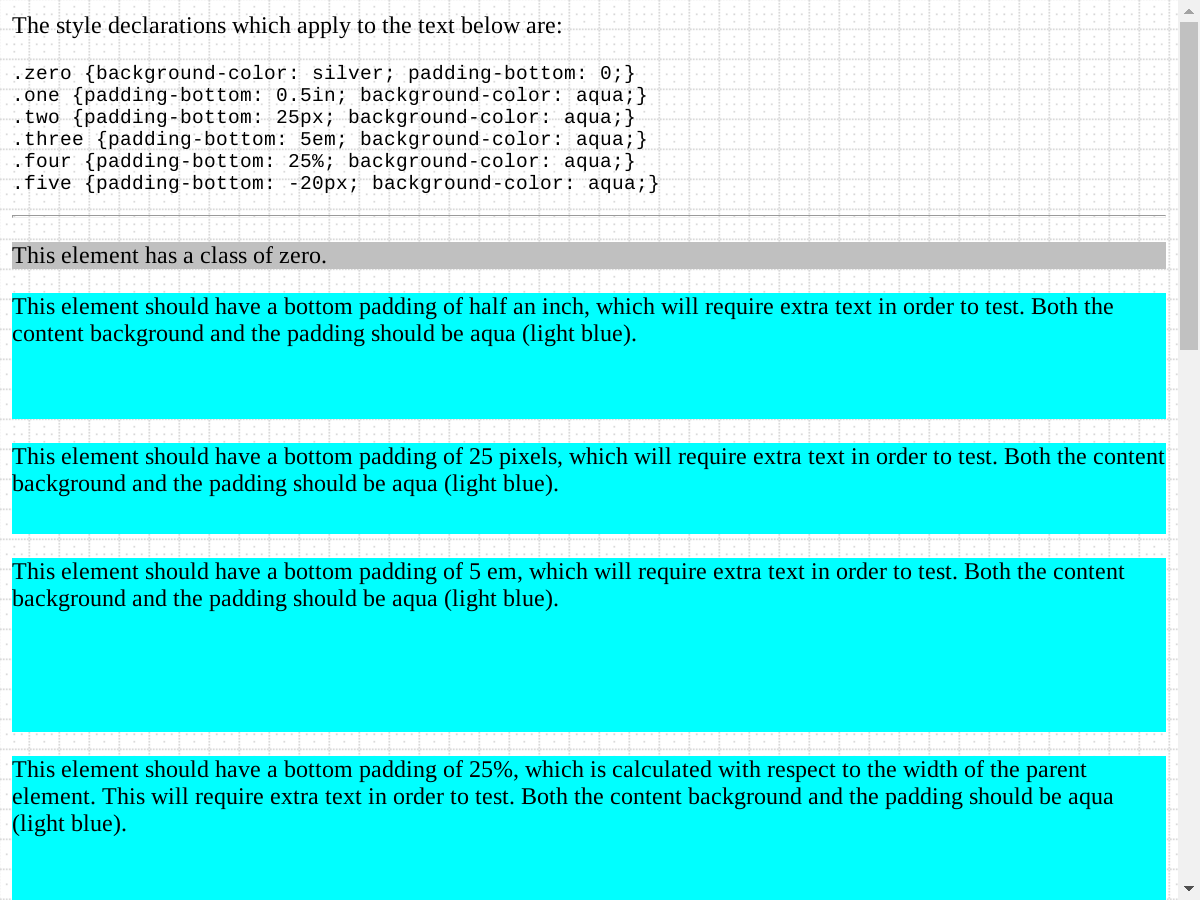 The style declarations which apply to the text below are:
.zero {background-color: silver; padding-bottom: 0;}
.one {padding-bottom: 0.5in; background-color: aqua;}
.two {padding-bottom: 25px; background-color: aqua;}
.three {padding-bottom: 5em; background-color: aqua;}
.four {padding-bottom: 25%; background-color: aqua;}
.five {padding-bottom: -20px; background-color: aqua;}
This element has a class of zero.
This element should have a bottom padding of half an inch, which will require extra text in order to test. Both the
content background and the padding should be aqua (light blue).
This element should have a bottom padding of 25 pixels, which will require extra text in order to test. Both the content
background and the padding should be aqua (light blue).
This element should have a bottom padding of 5 em, which will require extra text in order to test. Both the content
background and the padding should be aqua (light blue).
This element should have a bottom padding of 25%, which is calculated with respect to the width of the parent
element. This will require extra text in order to test. Both the content background and the padding should be aqua
(light blue).